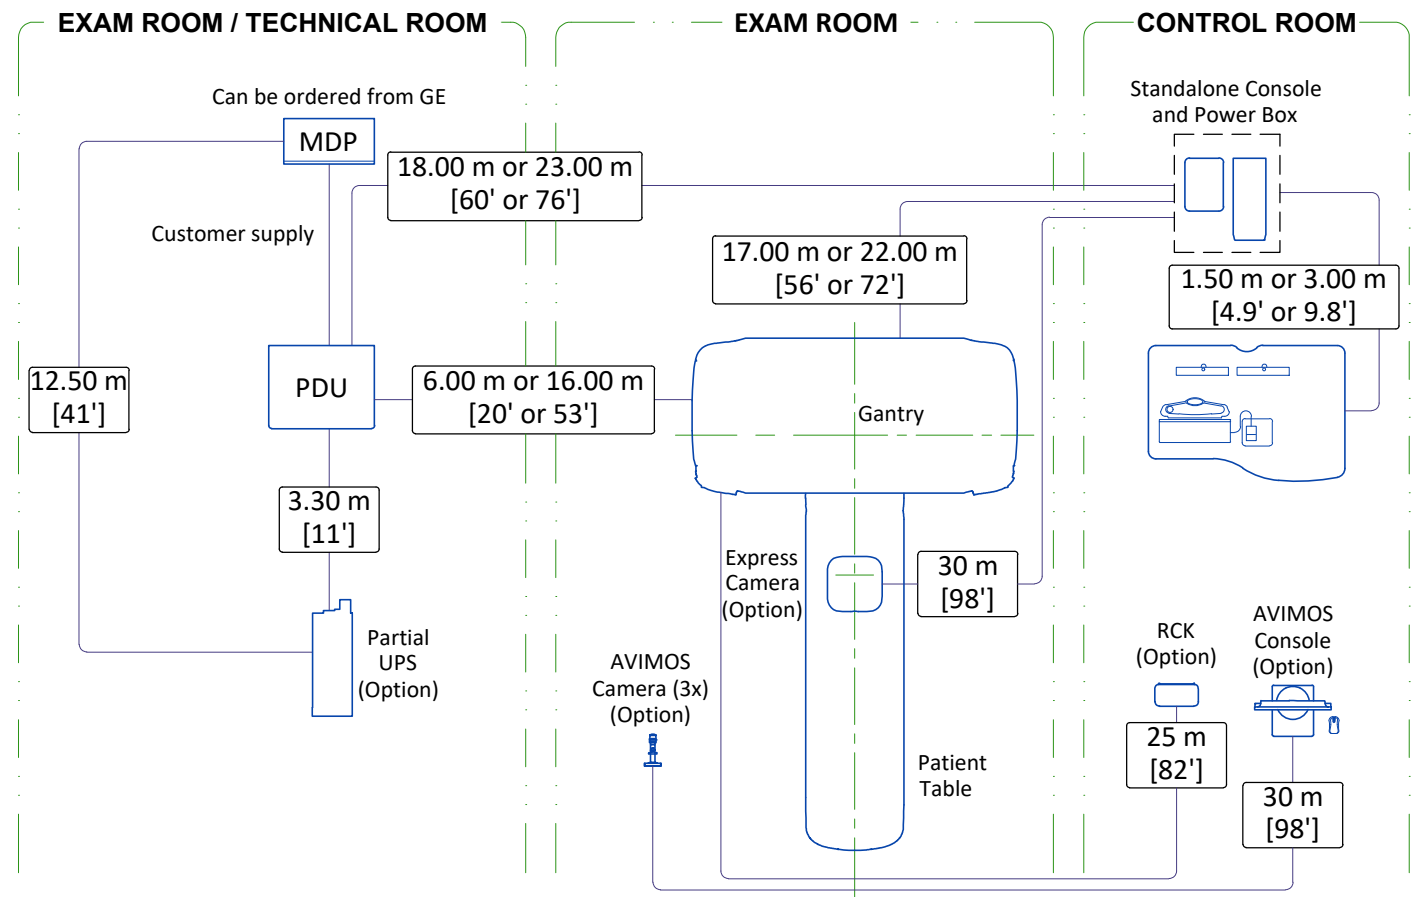 EXAM ROOM / TECHNICAL ROOM
EXAM ROOM
CONTROL ROOM
Can be ordered from GE
MDP
Standalone Console
and Power Box
18.00 m or 23.00 m
[60' or 76']
Customer supply
17.00 m or 22.00 m
[56' or 72']
1.50 m or 3.00 m
[4.9' or 9.8']
12.50 m
[41']
PDU
6.00 m or 16.00 m
[20' or 53']
Gantry
3.30 m
[11']
Express
Camera
(Option)
30 m
[98']
Partial
UPS
(Option)
AVIMOS
Camera (3x)
(Option)
RCK
(Option)
AVIMOS
Console
(Option)
25 m
[82']
Patient
Table
30 m
[98']